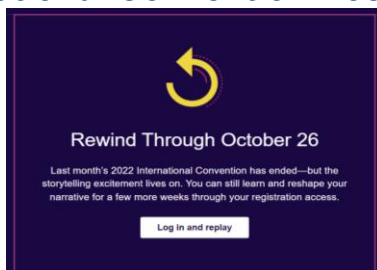 Rewind Through October 26
Last month's 2022 International Convention has ended—but the
storytelling excitement lives on. You can still learn and reshape your
narrative for a few more weeks through your registration access.
Log in and replay